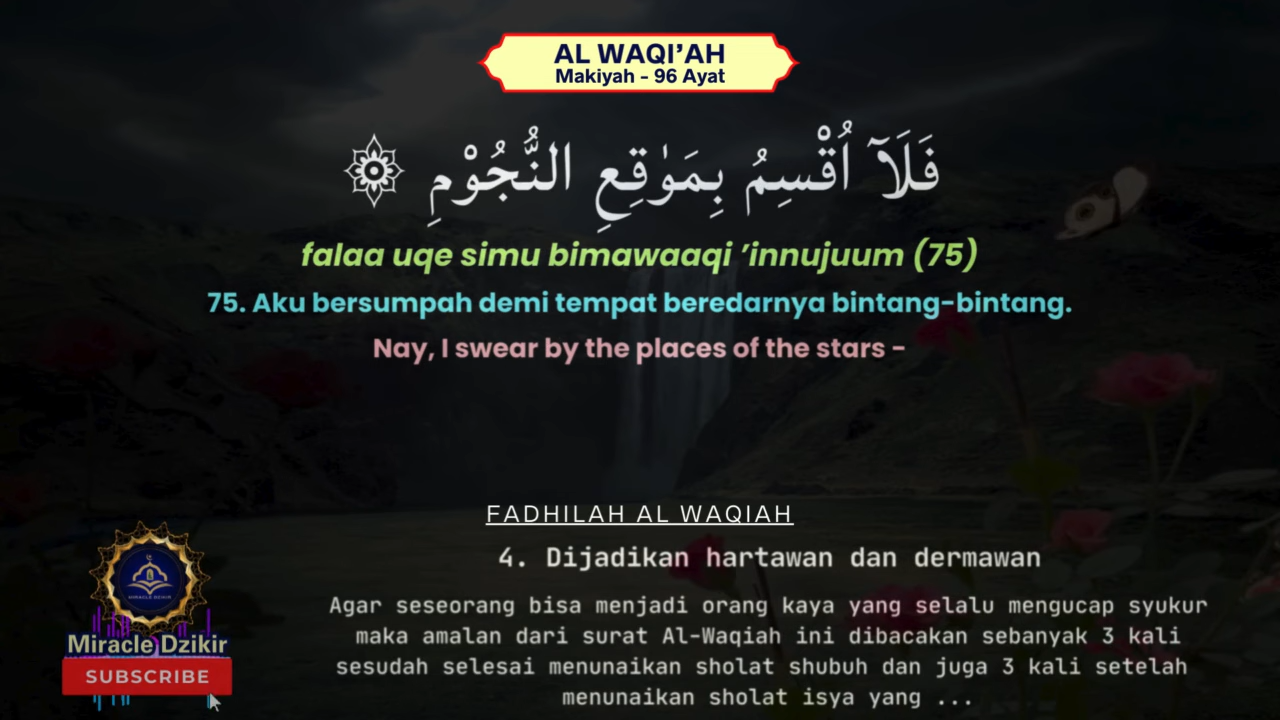 AL WAQI’AH
Makiyah - 96 Ayat
فَلَآ اُقْسِمُ بِمَوٰقِعِ النُّجُوْمِ ۞
falaa uqe simu bimawaaqi ’innujuum (75)
75. Aku bersumpah demi tempat beredarnya bintang-bintang.
Nay, I swear by the places of the stars -
FADHILAH AL WAQIAH
4. Dijadikan hartawan dan dermawan
Agar seseorang bisa menjadi orang kaya yang selalu mengucap syukur
maka amalan dari surat Al-Waqiah ini dibacakan sebanyak 3 kali
sesudah selesai menunaikan sholat shubuh dan juga 3 kali setelah
menunaikan sholat isya yang ...
MIRACLE DZIKIR
Miracle Dzikir
SUBSCRIBE